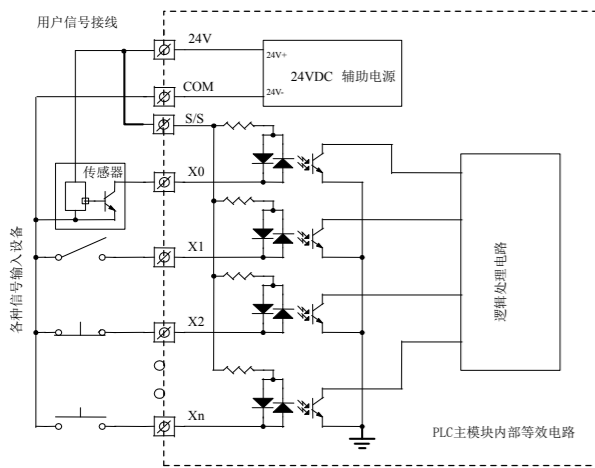 用户信号接线
24V
24V+
24VDC 辅助电源
COM
24V-
S/S
传感器
X0
X1
各种信号输入设备
逻辑处理电路
X2
Xn
PLC主模块内部等效电路